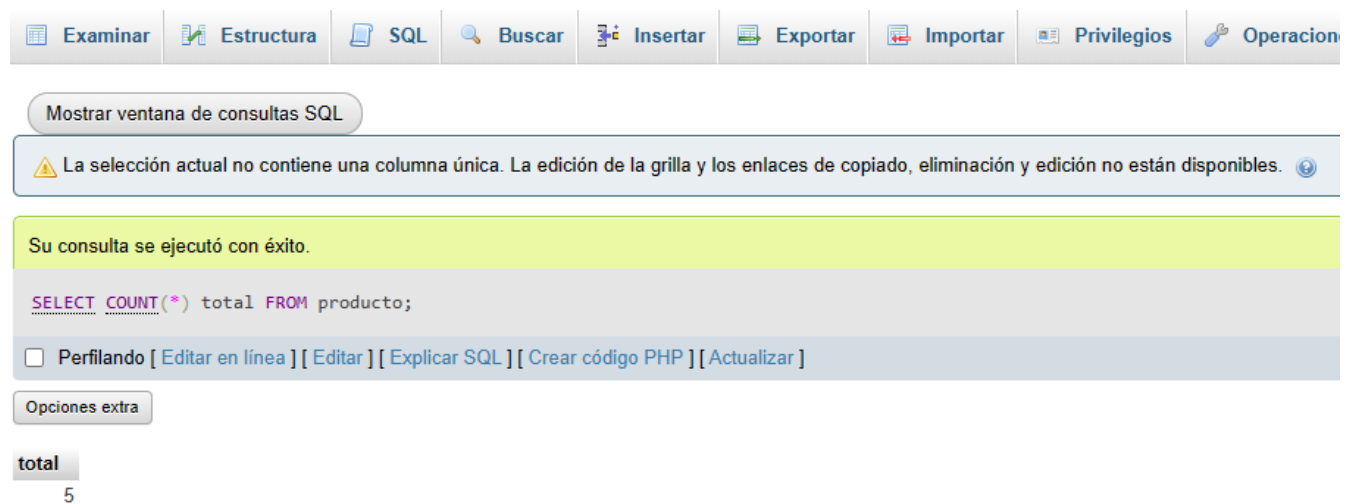 Examinar Estructura SQL Buscar Insertar Exportar Importar Privilegios Operacion
Mostrar ventana de consultas SQL
La selección actual no contiene una columna única. La edición de la grilla y los enlaces de copiado, eliminación y edición no están disponibles.
Su consulta se ejecutó con éxito.
SELECT COUNT(*) total FROM producto;
Perfilando [ Editar en línea ] [ Editar ] [ Explicar SQL ] [ Crear código PHP ] [ Actualizar ]
Opciones extra
total
5